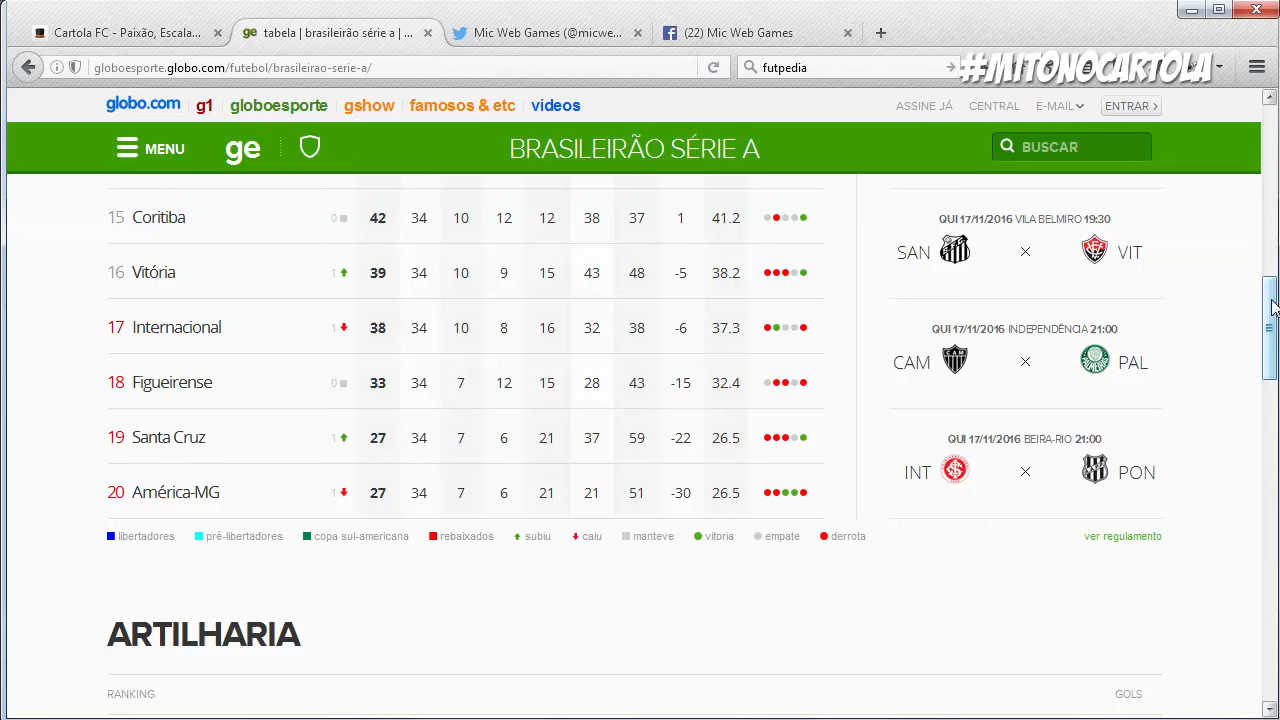 Cartola FC - Paixão, Escala... ×
ge tabela | brasileirão série a | ... ×
Mic Web Games (@micwe... ×
(22) Mic Web Games ×
globoesporte.globo.com/futebol/brasileirao-serie-a/
futpedia
#MITONOCARTOLA
globo.com g1 globoesporte gshow famosos & etc vídeos
ASSINE JÁ CENTRAL E-MAIL ENTRAR >
MENU ge BRASILEIRÃO SÉRIE A BUSCAR
15 Coritiba 0 42 34 10 12 12 38 37 1 41.2
16 Vitória 1 39 34 10 9 15 43 48 -5 38.2
17 Internacional 1 38 34 10 8 16 32 38 -6 37.3
18 Figueirense 0 33 34 7 12 15 28 43 -15 32.4
19 Santa Cruz 1 27 34 7 6 21 37 59 -22 26.5
20 América-MG 1 27 34 7 6 21 21 51 -30 26.5
QUI 17/11/2016 VILA BELMIRO 19:30
SAN × VIT
QUI 17/11/2016 INDEPENDÊNCIA 21:00
CAM × PAL
QUI 17/11/2016 BEIRA-RIO 21:00
INT × PON
libertadores pré-libertadores copa sul-americana rebaixados subiu caiu manteve vitoria empate derrota
ver regulamento
ARTILHARIA
RANKING GOLS